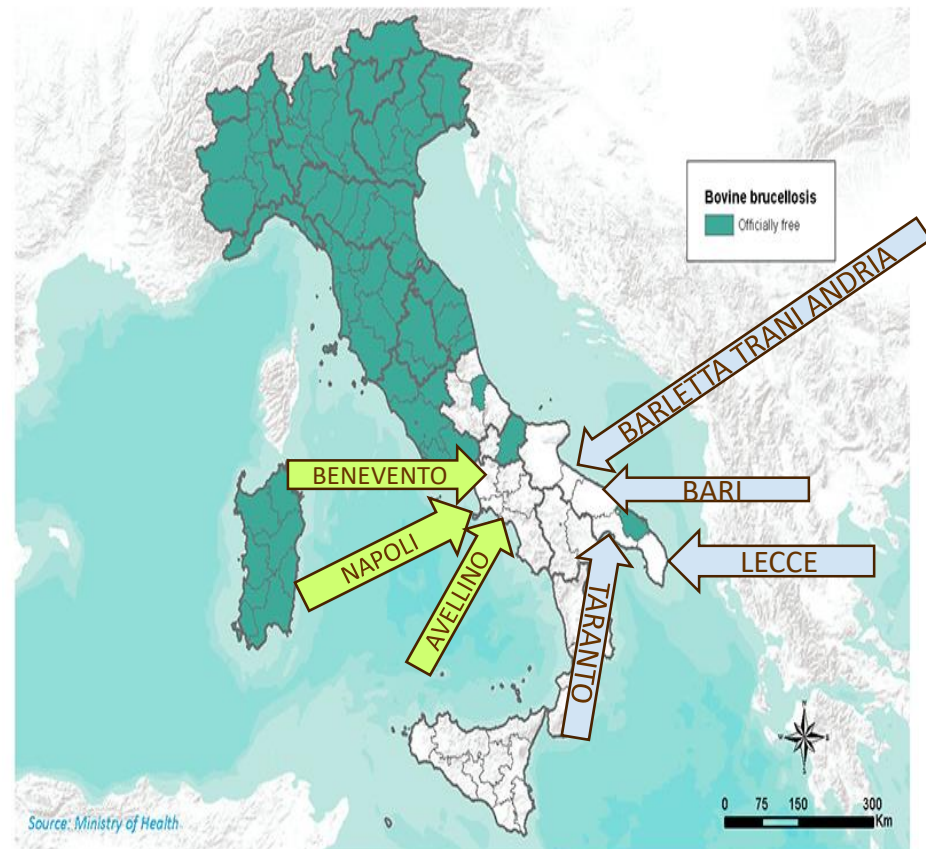 Bovine brucellosis
Officially free
BARLETTA TRANI ANDRIA
BENEVENTO
BARI
NAPOLI
LECCE
AVELLINO
TARANTO
N
W
E
S
0 75 150 300
Km
Source: Ministry of Health